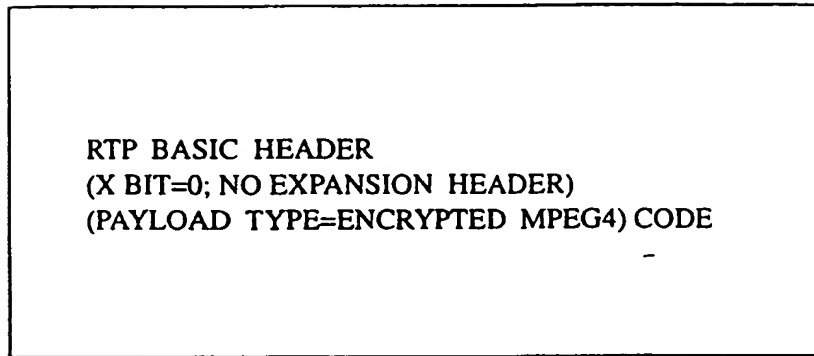 RTP BASIC HEADER
(X BIT=0; NO EXPANSION HEADER)
(PAYLOAD TYPE=ENCRYPTED MPEG4) CODE